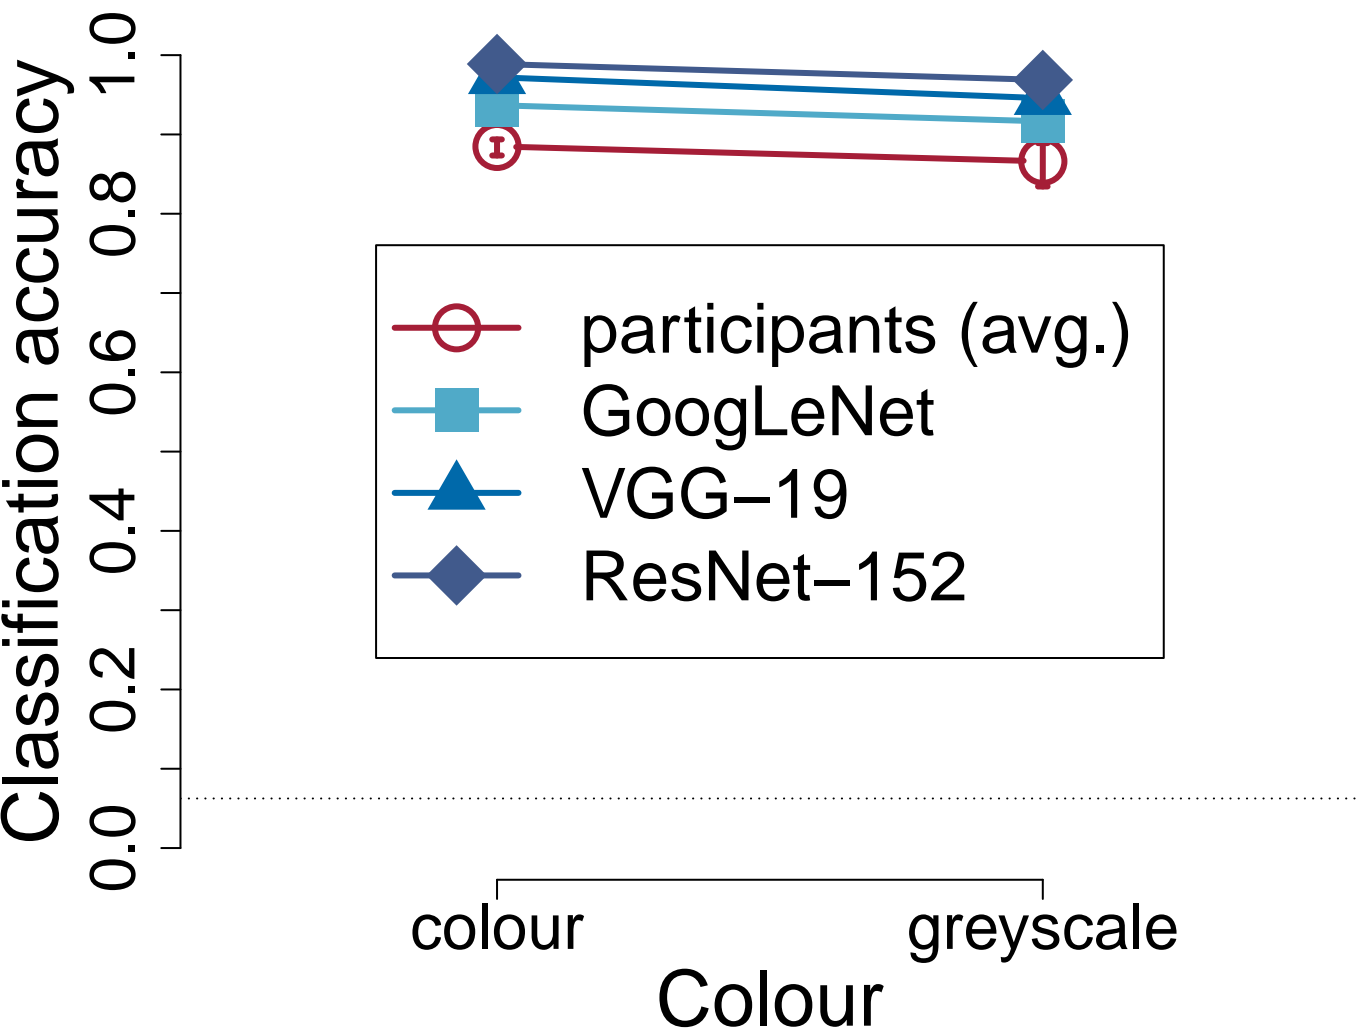 Classification accuracy
1.0
0.8
0.6
0.4
0.2
0.0
participants (avg.)
GoogLeNet
VGG−19
ResNet−152
colour
greyscale
Colour